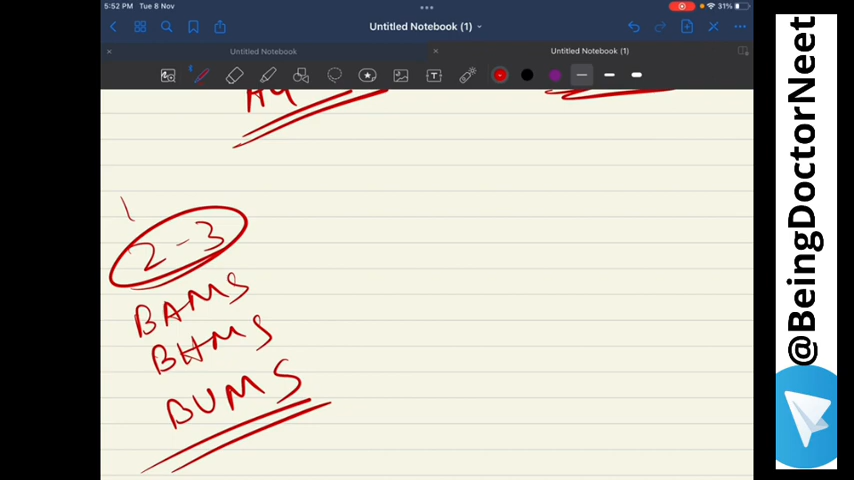 5:52 PM Tue 8 Nov
31%
Untitled Notebook (1)
Untitled Notebook
Untitled Notebook (1)
2-3
BAMS
BHMS
BUMS
@BeingDoctorNeet